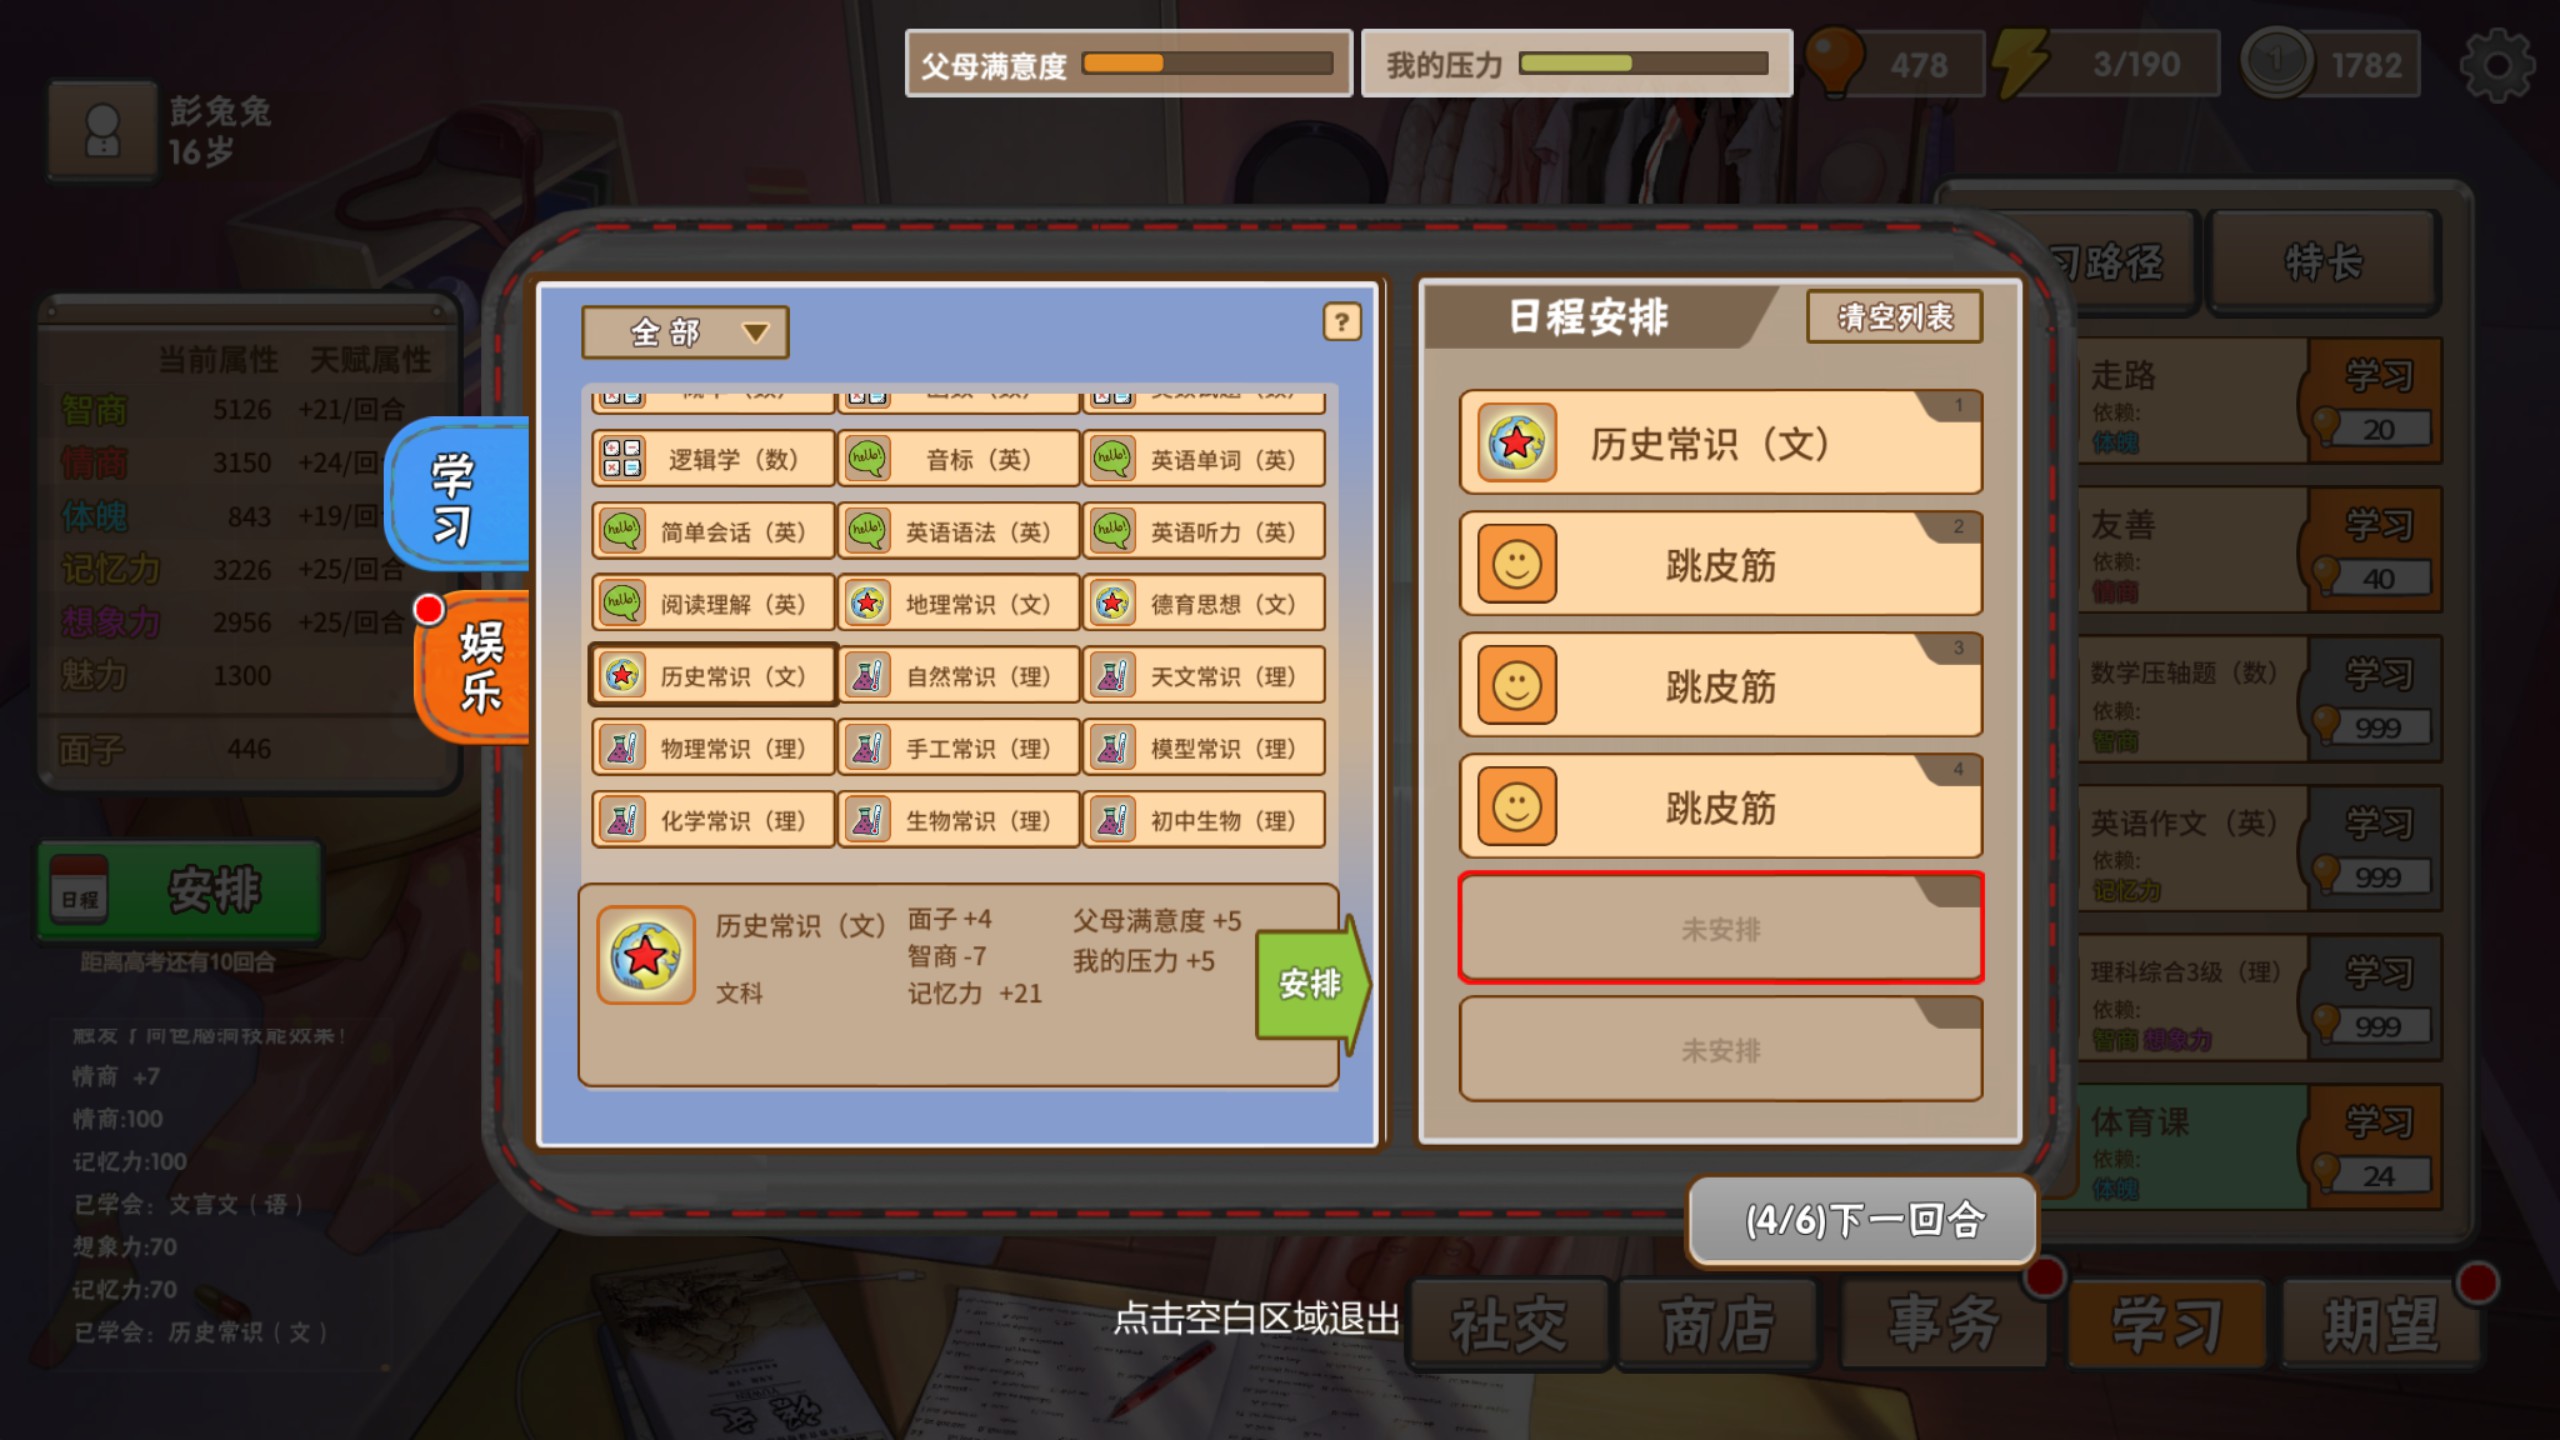 父母满意度
我的压力
478
3/190
1
1782
彭兔兔
16岁
习路径
特长
当前属性 天赋属性
智商 5126 +21/回合
情商 3150 +24/回
体魄 843 +19/回
记忆力 3226 +25/回合
想象力 2956 +25/回合
魅力 1300
面子 446
学习
娱乐
日程
安排
距离高考还有10回合
触发了问色脑洞技能效果!
情商 +7
情商:100
记忆力:100
已学会: 文言文(语)
想象力:70
记忆力:70
已学会: 历史常识(文)
全部
?
逻辑学(数) 音标(英) 英语单词(英)
简单会话(英) 英语语法(英) 英语听力(英)
阅读理解(英) 地理常识(文) 德育思想(文)
历史常识(文) 自然常识(理) 天文常识(理)
物理常识(理) 手工常识(理) 模型常识(理)
化学常识(理) 生物常识(理) 初中生物(理)
历史常识(文)
文科
面子 +4
智商 -7
记忆力 +21
父母满意度 +5
我的压力 +5
安排
日程安排
清空列表
1
历史常识(文)
2
跳皮筋
3
跳皮筋
4
跳皮筋
未安排
未安排
(4/6)下一回合
走路
依赖:
体魄
学习
20
友善
依赖:
情商
学习
40
数学压轴题(数)
依赖:
智商
学习
999
英语作文(英)
依赖:
记忆力
学习
999
理科综合3级(理)
依赖:
智商 想象力
学习
999
体育课
依赖:
体魄
学习
24
点击空白区域退出
社交
商店
事务
学习
期望